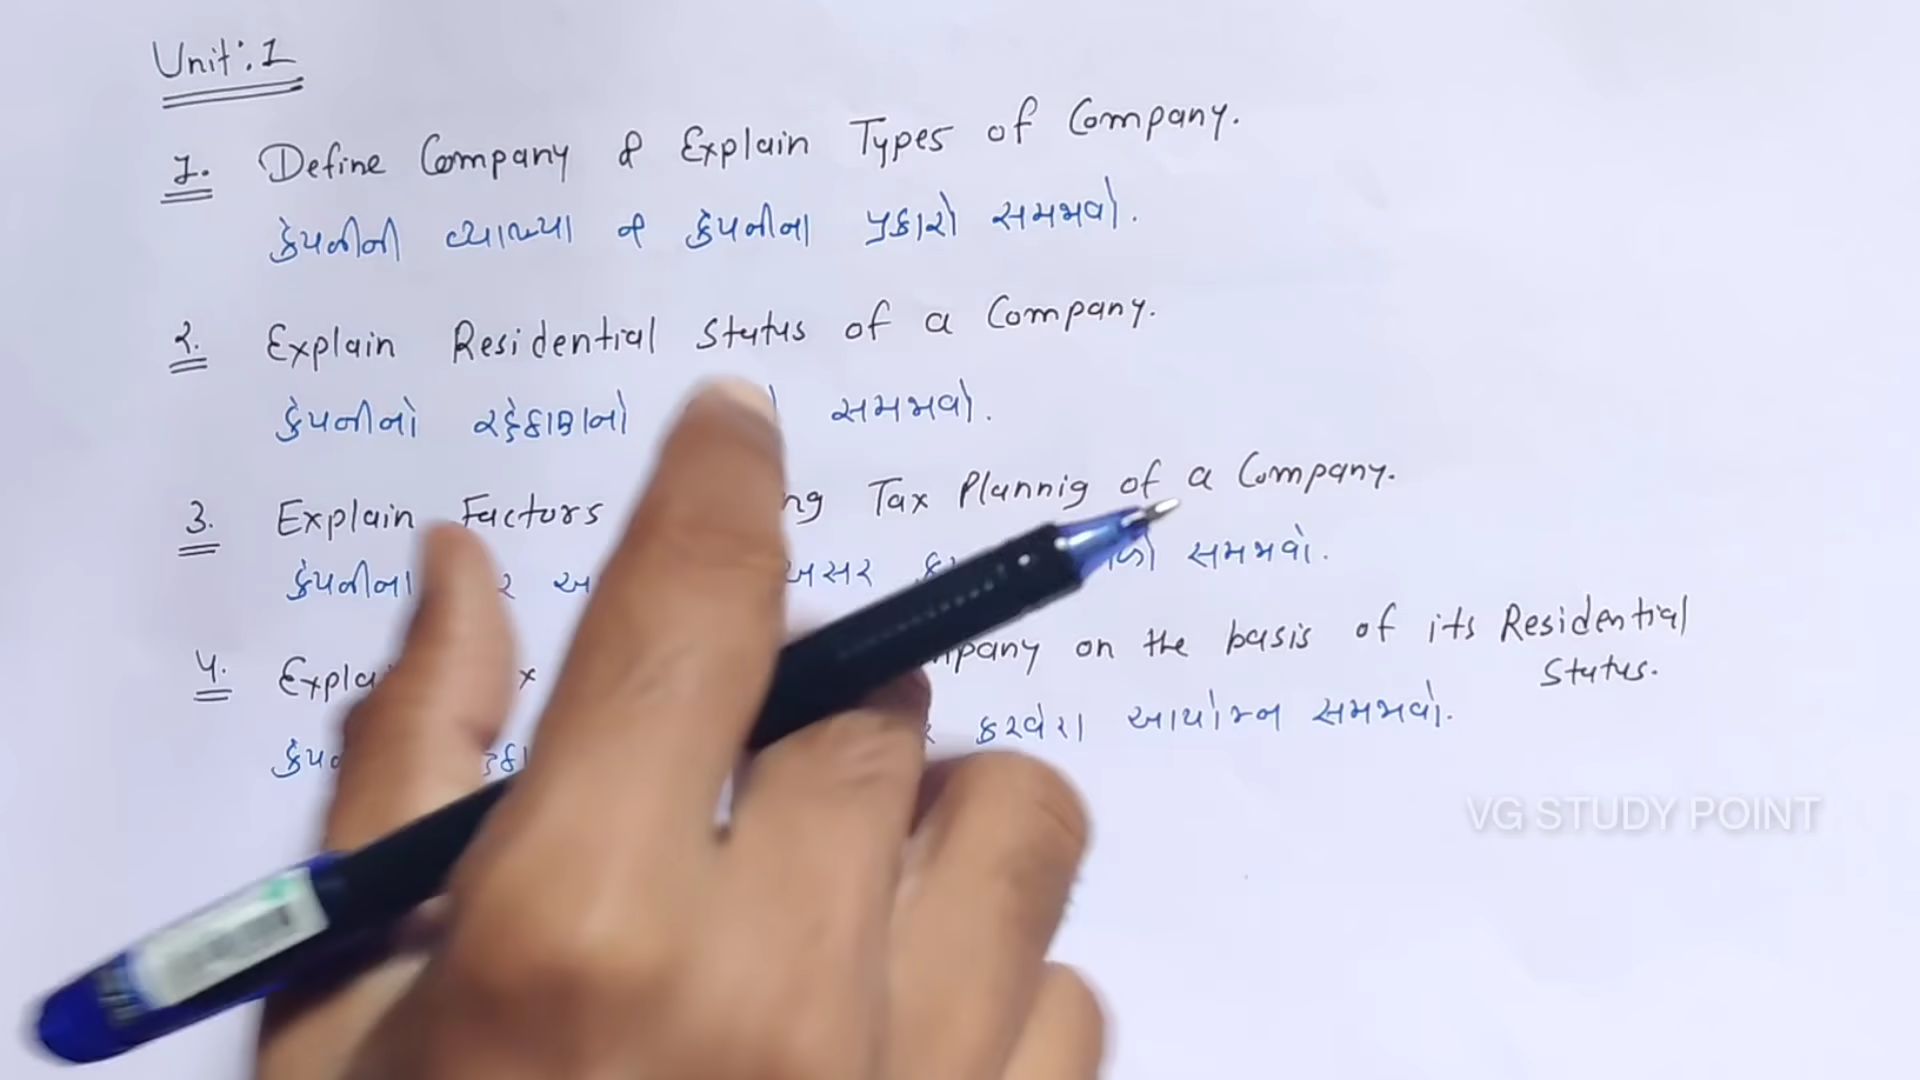 Unit : 1
1. Define Company & Explain Types of Company.
કંપનીની વ્યાખ્યા ને કંપનીના પ્રકારો સમજાવો.
2. Explain Residential Status of a Company.
કંપનીનો રહેઠાણનો સમજાવો.
3. Explain Factors Tax Plannig of a Company.
કંપનીના અસર સમજાવો.
4. on the basis of its Residential
Status.
કરવેરા આયોજન સમજાવો.
VG STUDY POINT